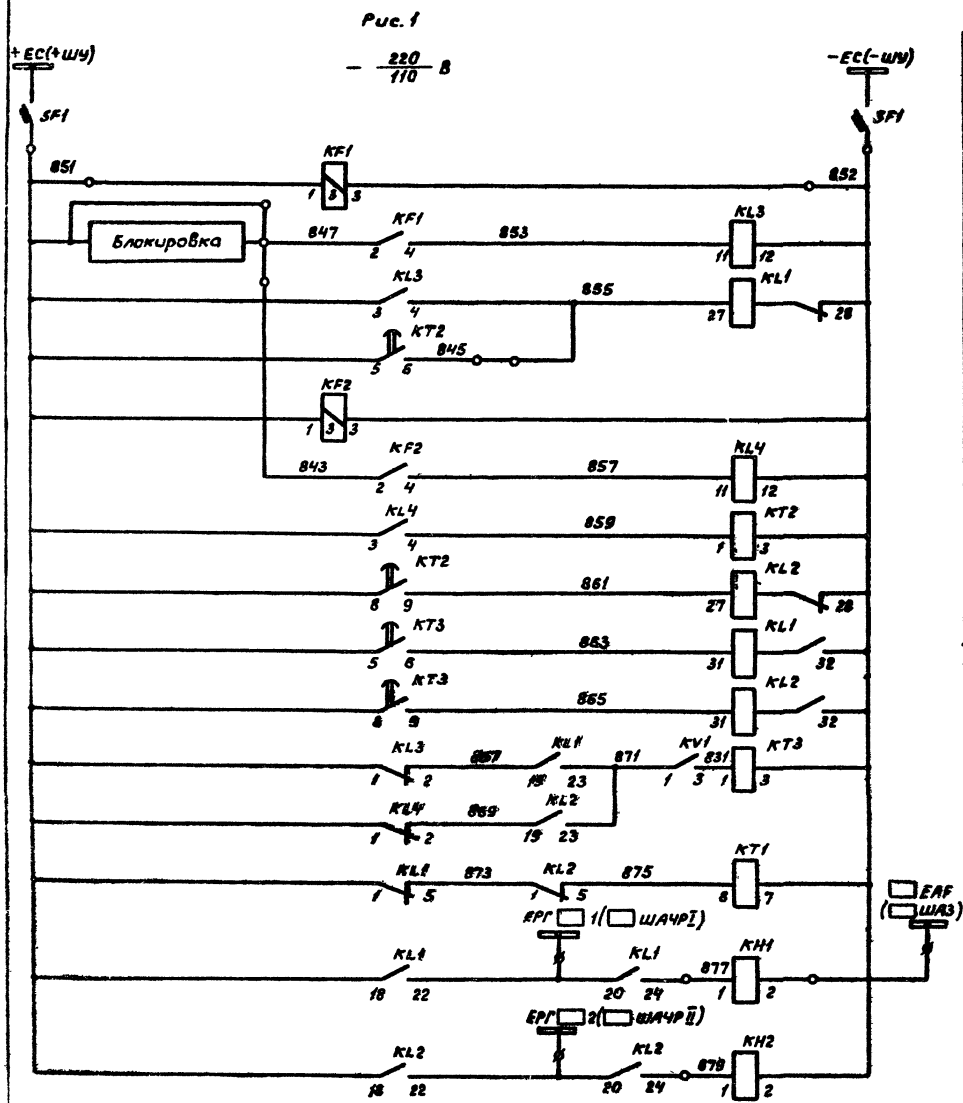 Рис. 1
+ ЕС(+ШУ)
– 220/110 В
–ЕС(–ШУ)
SF1
SF1
851
KF1
852
1 3 3
Блокировка
847
KF1
2 4
853
KL3
11 12
KL3
3 4
855
KL1
27 28
KT2
5 6
845
KF2
1 3 3
843
KF2
2 4
857
KL4
11 12
KL4
3 4
859
KT2
1 3
KT2
8 9
861
KL2
27 28
KT3
5 6
863
KL1
31 32
KT3
8 9
865
KL2
31 32
KL3
1 2
867
KL1
19 23
871
KV1
1 3
831
KT3
1 3
KL4
1 2
869
KL2
19 23
KL1
1 5
873
KL2
1 5
875
KT1
6 7
EAF
(ШАЗ)
ЕРГ 1(ШАЧРI)
KL1
18 22
KL1
20 24
877
KH1
1 2
ЕРГ 2(ШАЧРII)
KL2
18 22
KL2
20 24
879
KH2
1 2